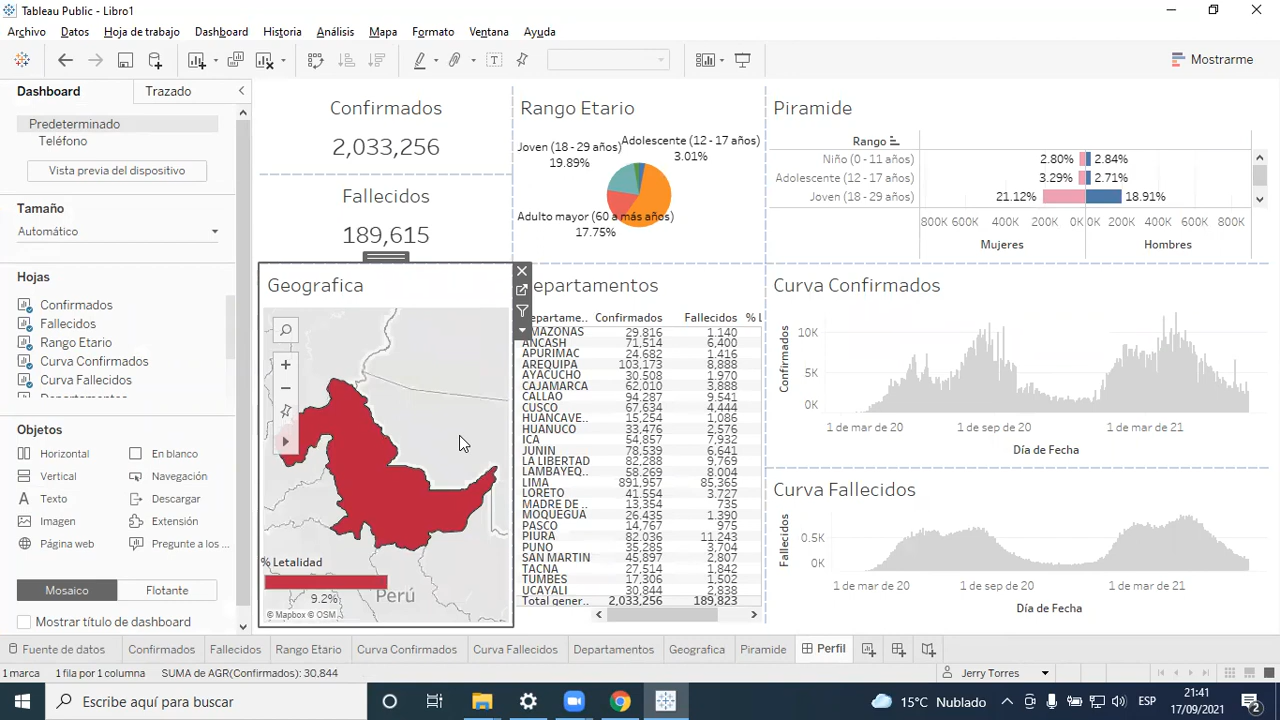 Tableau Public - Libro1
Archivo Datos Hoja de trabajo Dashboard Historia Análisis Mapa Formato Ventana Ayuda
Mostrarme
Dashboard Trazado
Predeterminado
Teléfono
Vista previa del dispositivo
Tamaño
Automático
Hojas
Confirmados
Fallecidos
Rango Etario
Curva Confirmados
Curva Fallecidos
Objetos
Horizontal En blanco
Vertical Navegación
Texto Descargar
Imagen Extensión
Página web Pregunte a los ...
Mosaico Flotante
Mostrar título de dashboard
Confirmados
2,033,256
Fallecidos
189,615
Rango Etario
Joven (18 - 29 años)
19.89%
Adolescente (12 - 17 años)
3.01%
Adulto mayor (60 a más años)
17.75%
Piramide
Rango
Niño (0 - 11 años) 2.80% 2.84%
Adolescente (12 - 17 años) 3.29% 2.71%
Joven (18 - 29 años) 21.12% 18.91%
800K 600K 400K 200K 0K 0K 200K 400K 600K 800K
Mujeres Hombres
Geografica
% Letalidad
9.2%
Perú
© Mapbox © OSM
Departamentos
Departame.. Confirmados Fallecidos % L
AMAZONAS 29,816 1,140
ANCASH 71,514 6,400
APURIMAC 24,682 1,416
AREQUIPA 103,173 8,888
AYACUCHO 30,508 1,970
CAJAMARCA 62,010 3,888
CALLAO 94,287 9,541
CUSCO 67,634 4,444
HUANCAVE.. 15,254 1,086
HUANUCO 33,476 2,576
ICA 54,857 7,932
JUNIN 78,539 6,641
LA LIBERTAD 82,288 9,769
LAMBAYEQ.. 58,269 8,004
LIMA 891,957 85,365
LORETO 41,554 3,727
MADRE DE .. 13,354 735
MOQUEGUA 26,435 1,390
PASCO 14,767 975
PIURA 82,036 11,243
PUNO 35,285 3,704
SAN MARTIN 45,897 2,807
TACNA 27,514 1,842
TUMBES 17,306 1,502
UCAYALI 30,844 2,838
Total gener.. 2,033,256 189,823
Curva Confirmados
Confirmados
10K
5K
0K
1 de mar de 20 1 de sep de 20 1 de mar de 21
Día de Fecha
Curva Fallecidos
Fallecidos
0.5K
0.0K
1 de mar de 20 1 de sep de 20 1 de mar de 21
Día de Fecha
Fuente de datos Confirmados Fallecidos Rango Etario Curva Confirmados Curva Fallecidos Departamentos Geografica Piramide Perfil
1 marca 1 fila por 1 columna SUMA de AGR(Confirmados): 30,844
Jerry Torres
Escribe aquí para buscar
15°C Nublado
ESP
21:41
17/09/2021
2